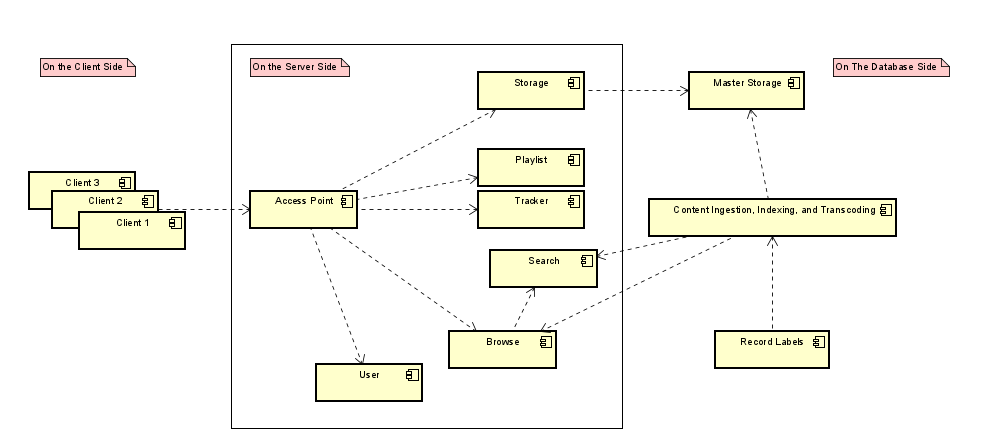 On the Client Side
On the Server Side
On The Database Side
Storage
Master Storage
Playlist
Client 3
Client 2
Client 1
Access Point
Tracker
Content Ingestion, Indexing, and Transcoding
Search
Browse
Record Labels
User